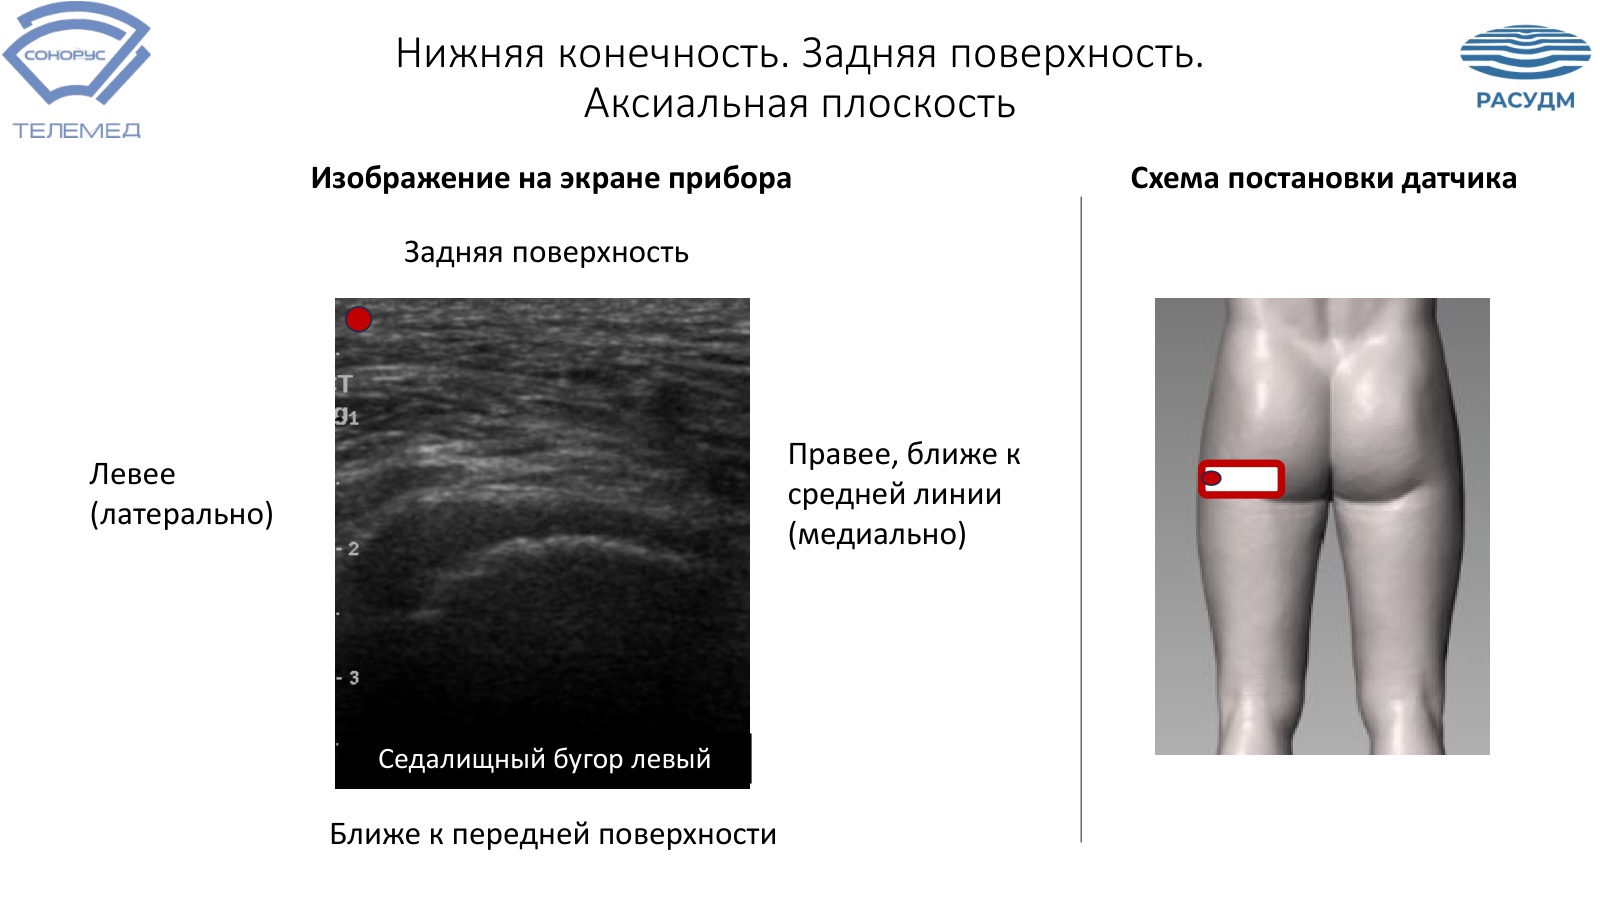 СОНОРУС
ТЕЛЕМЕД
Нижняя конечность. Задняя поверхность.
Аксиальная плоскость
РАСУДМ
Изображение на экране прибора
Схема постановки датчика
Задняя поверхность
Левее
(латерально)
1
- 2
- 3
Седалищный бугор левый
Правее, ближе к
средней линии
(медиально)
Ближе к передней поверхности